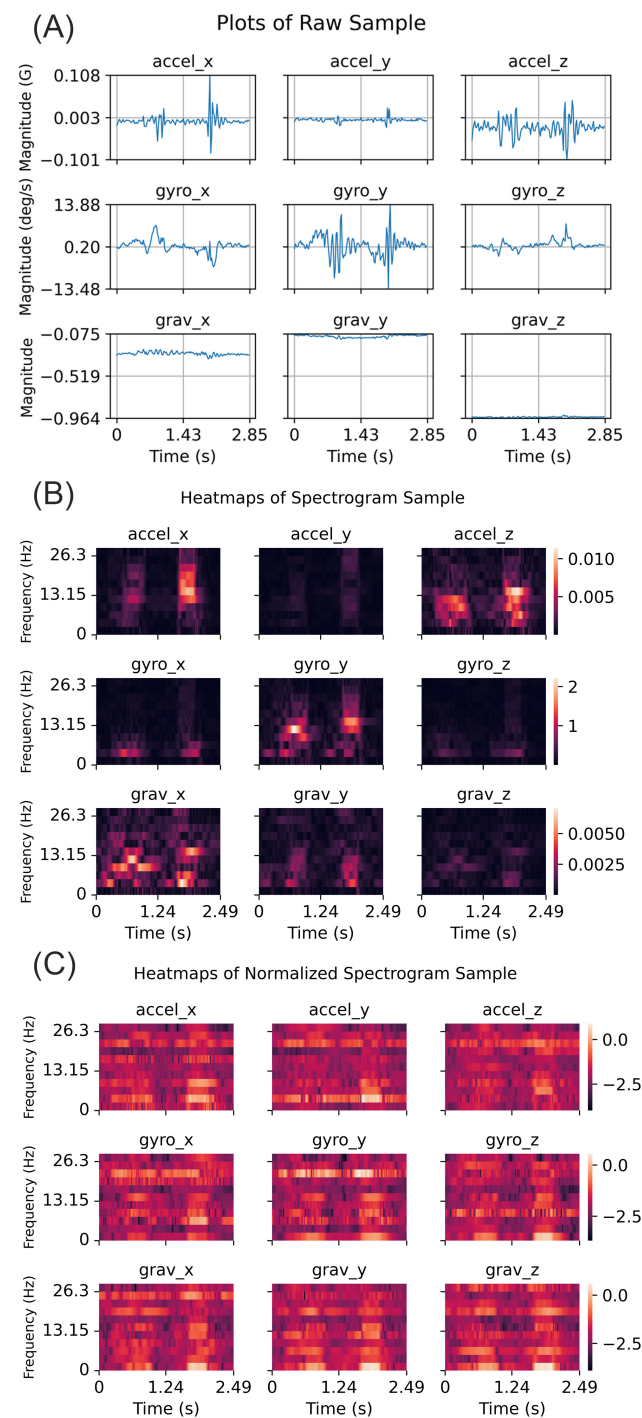 (A)
Plots of Raw Sample
accel_x accel_y accel_z
Magnitude (G)
0.108
0.003
−0.101
gyro_x gyro_y gyro_z
Magnitude (deg/s)
13.88
0.20
−13.48
grav_x grav_y grav_z
Magnitude
−0.075
−0.519
−0.964
0 1.43 2.85 0 1.43 2.85 0 1.43 2.85
Time (s) Time (s) Time (s)
(B)
Heatmaps of Spectrogram Sample
accel_x accel_y accel_z
Frequency (Hz)
26.3
13.15
0
0.010
0.005
gyro_x gyro_y gyro_z
Frequency (Hz)
26.3
13.15
0
2
1
grav_x grav_y grav_z
Frequency (Hz)
26.3
13.15
0
0.0050
0.0025
0 1.24 2.49 0 1.24 2.49 0 1.24 2.49
Time (s) Time (s) Time (s)
(C)
Heatmaps of Normalized Spectrogram Sample
accel_x accel_y accel_z
Frequency (Hz)
26.3
13.15
0
0.0
−2.5
gyro_x gyro_y gyro_z
Frequency (Hz)
26.3
13.15
0
0.0
−2.5
grav_x grav_y grav_z
Frequency (Hz)
26.3
13.15
0
0.0
−2.5
0 1.24 2.49 0 1.24 2.49 0 1.24 2.49
Time (s) Time (s) Time (s)